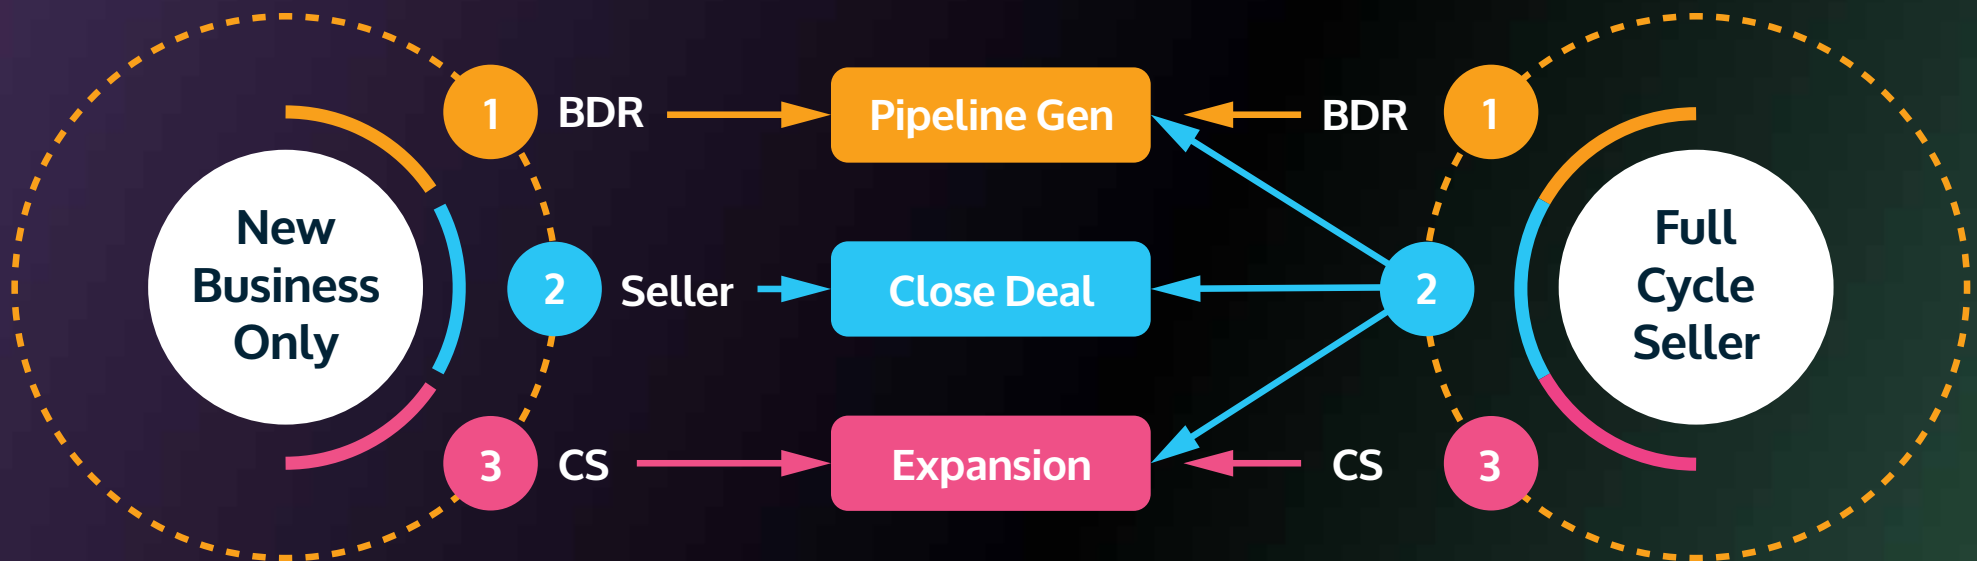 New
Business
Only
1
BDR
2
Seller
3
CS
Pipeline Gen
Close Deal
Expansion
BDR
1
2
CS
3
Full
Cycle
Seller